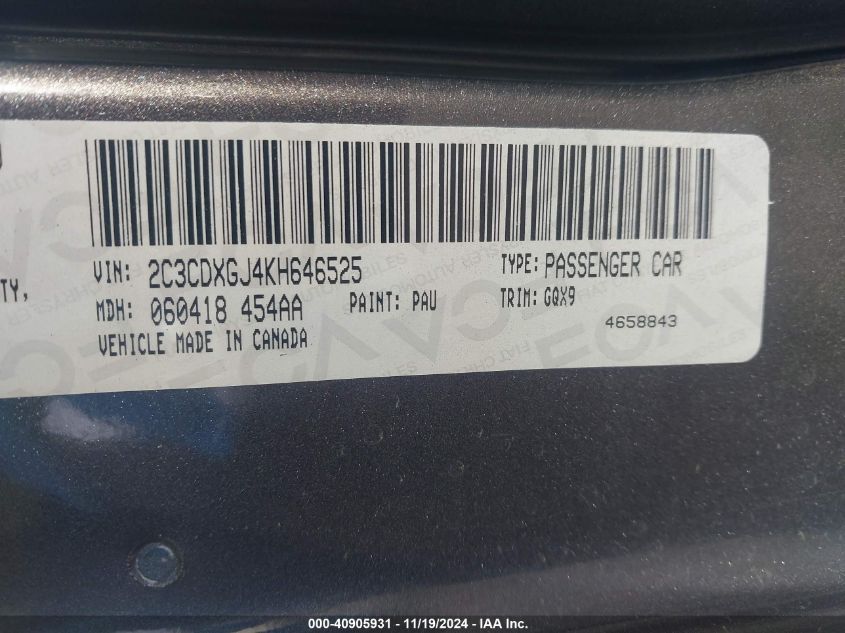 VIN: 2C3CDXGJ4KH646525 TYPE: PASSENGER CAR
TY,
MDH: 060418 454AA PAINT: PAU TRIM: GQX9
4658843
VEHICLE MADE IN CANADA
000-40905931 - 11/19/2024 - IAA Inc.